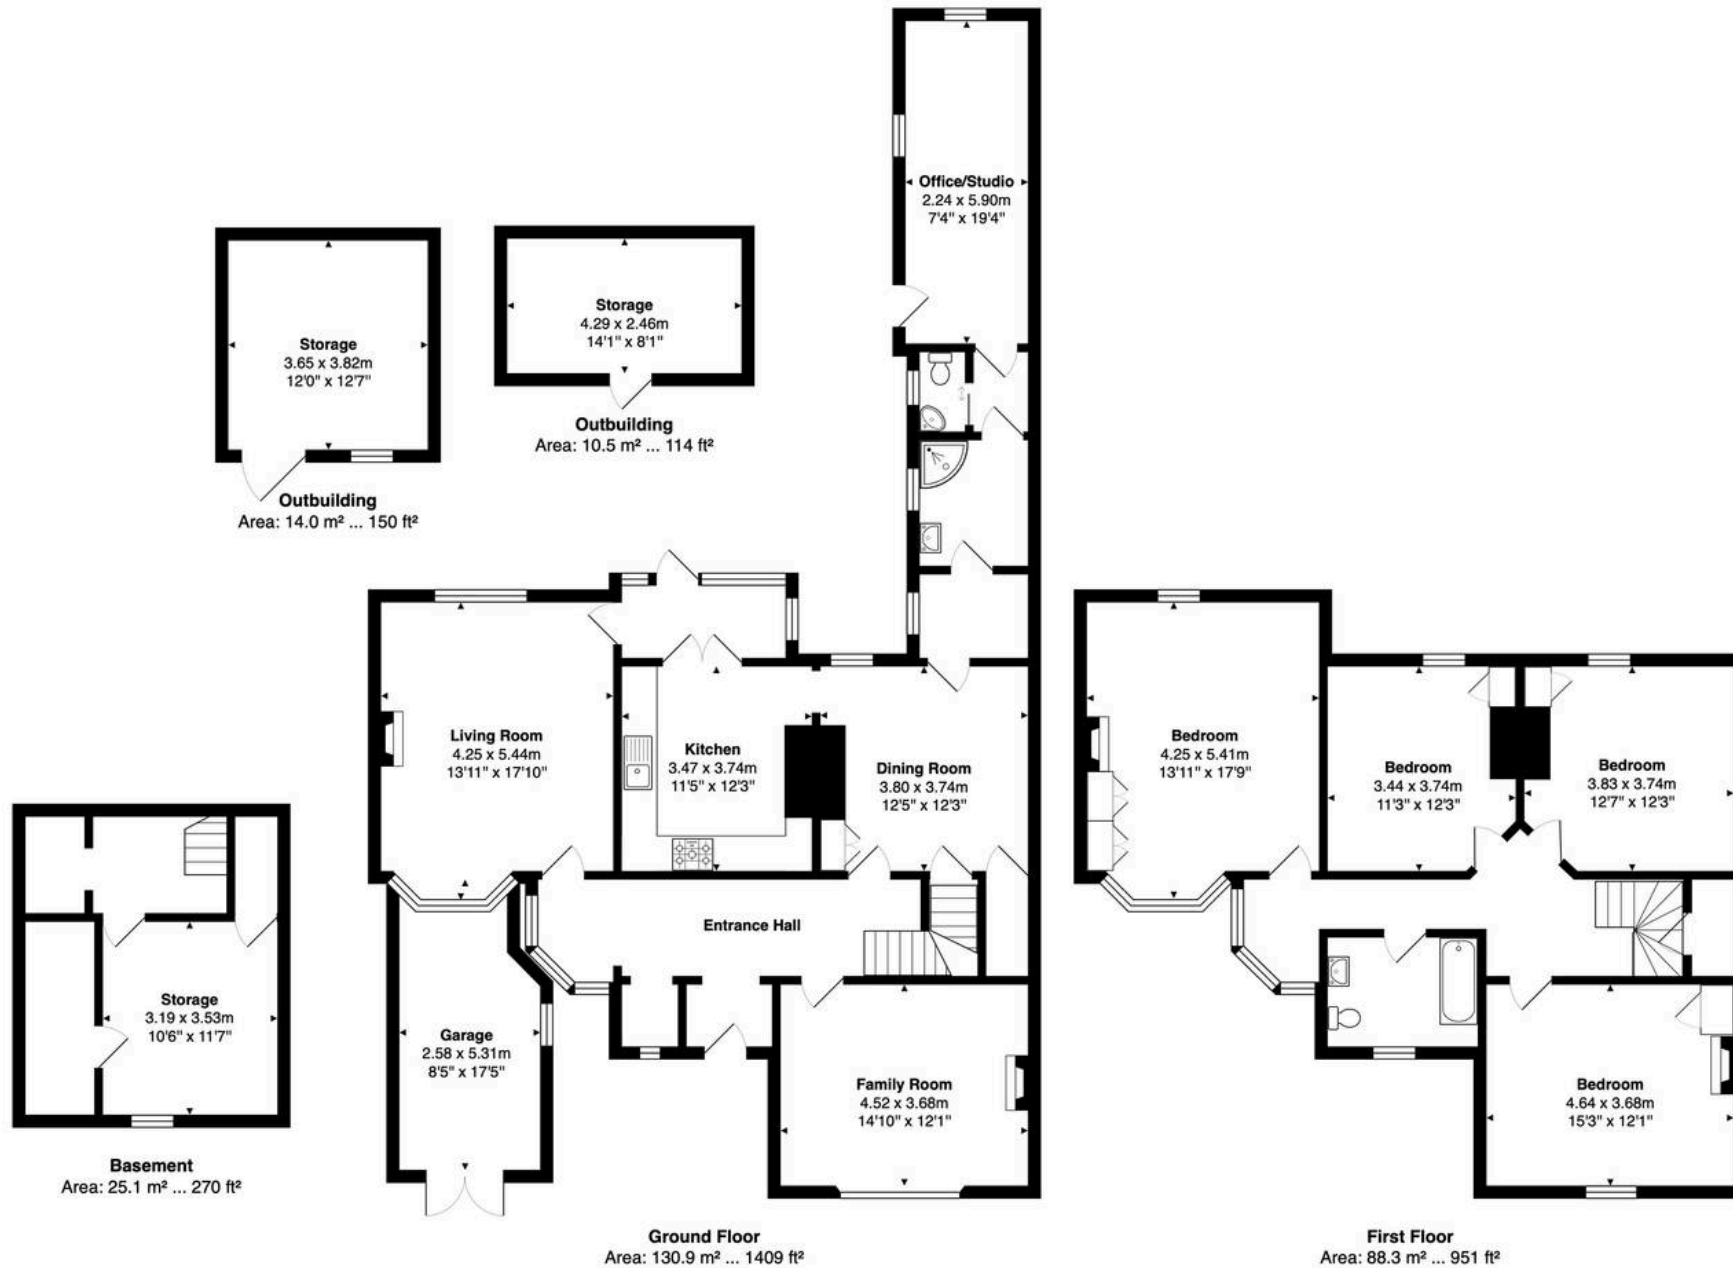 Office/Studio
2.24 x 5.90m
7'4" x 19'4"
Storage
3.65 x 3.82m
12'0" x 12'7"
Outbuilding
Area: 14.0 m² ... 150 ft²
Storage
4.29 x 2.46m
14'1" x 8'1"
Outbuilding
Area: 10.5 m² ... 114 ft²
Living Room
4.25 x 5.44m
13'11" x 17'10"
Kitchen
3.47 x 3.74m
11'5" x 12'3"
Dining Room
3.80 x 3.74m
12'5" x 12'3"
Entrance Hall
Garage
2.58 x 5.31m
8'5" x 17'5"
Family Room
4.52 x 3.68m
14'10" x 12'1"
Ground Floor
Area: 130.9 m² ... 1409 ft²
Storage
3.19 x 3.53m
10'6" x 11'7"
Basement
Area: 25.1 m² ... 270 ft²
Bedroom
4.25 x 5.41m
13'11" x 17'9"
Bedroom
3.44 x 3.74m
11'3" x 12'3"
Bedroom
3.83 x 3.74m
12'7" x 12'3"
Bedroom
4.64 x 3.68m
15'3" x 12'1"
First Floor
Area: 88.3 m² ... 951 ft²